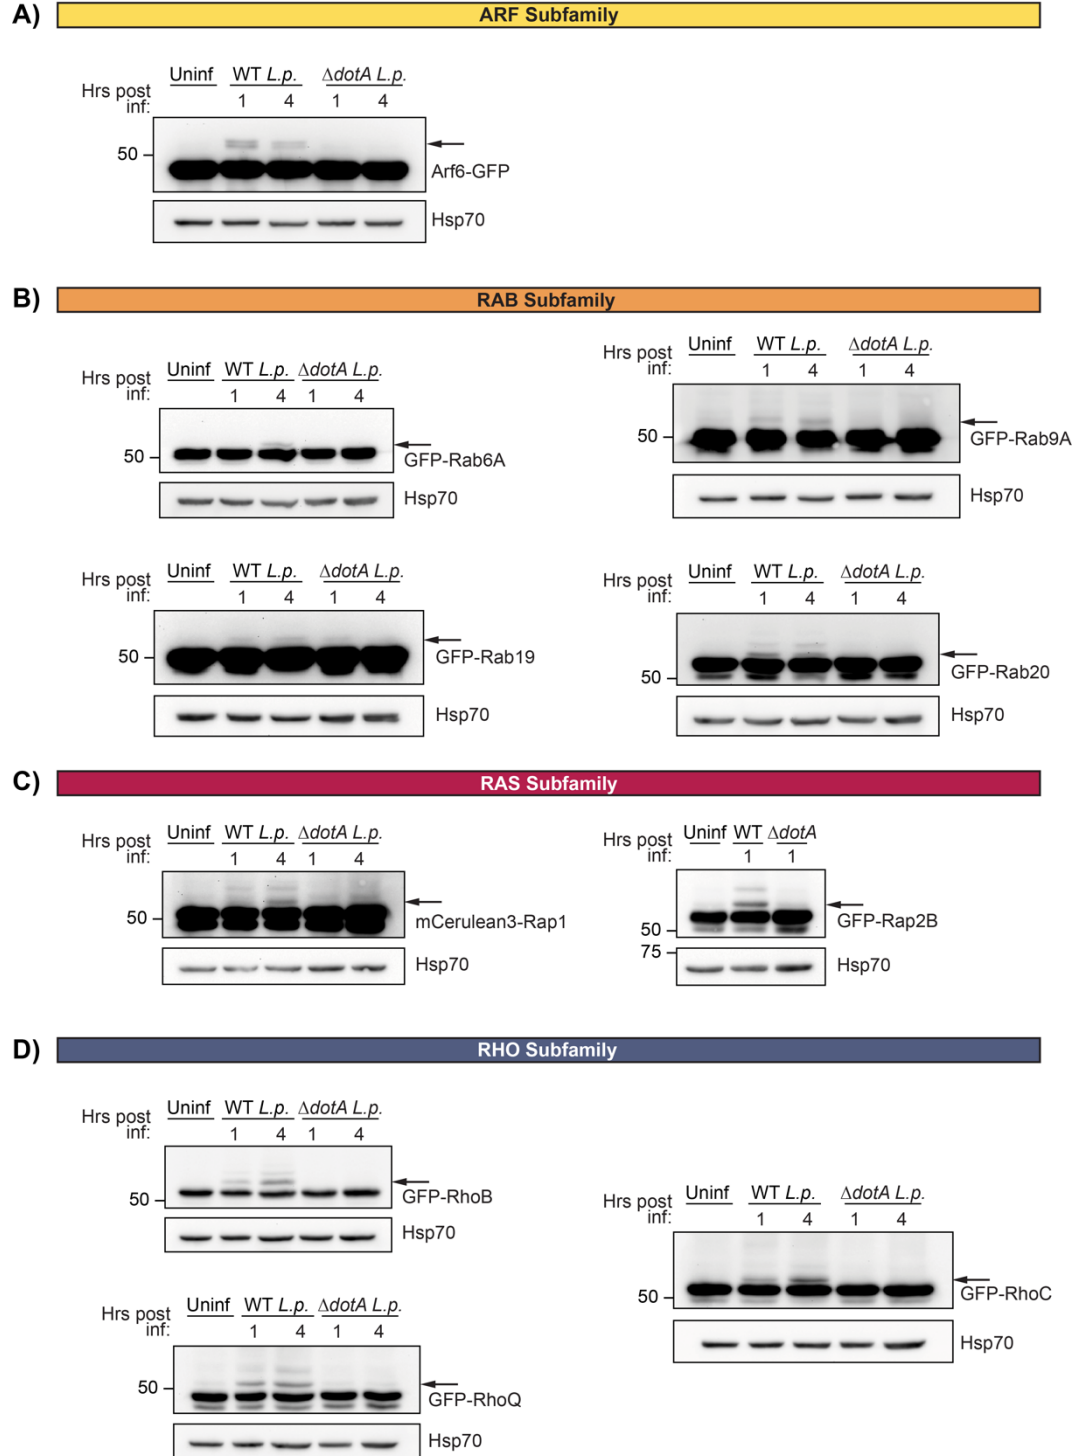 A) ARF Subfamily
Uninf WT L.p. ΔdotA L.p.
Hrs post
inf: 1 4 1 4
50
Arf6-GFP
Hsp70
B) RAB Subfamily
Uninf WT L.p. ΔdotA L.p.
Hrs post
inf: 1 4 1 4
50
GFP-Rab6A
Hsp70
Uninf WT L.p. ΔdotA L.p.
Hrs post
inf: 1 4 1 4
50
GFP-Rab9A
Hsp70
Uninf WT L.p. ΔdotA L.p.
Hrs post
inf: 1 4 1 4
50
GFP-Rab19
Hsp70
Uninf WT L.p. ΔdotA L.p.
Hrs post
inf: 1 4 1 4
50
GFP-Rab20
Hsp70
C) RAS Subfamily
Uninf WT L.p. ΔdotA L.p.
Hrs post
inf: 1 4 1 4
50
mCerulean3-Rap1
Hsp70
Uninf WT ΔdotA
Hrs post
inf: 1 1
50
GFP-Rap2B
75
Hsp70
D) RHO Subfamily
Uninf WT L.p. ΔdotA L.p.
Hrs post
inf: 1 4 1 4
50
GFP-RhoB
Hsp70
Uninf WT L.p. ΔdotA L.p.
Hrs post
inf: 1 4 1 4
50
GFP-RhoC
Hsp70
Uninf WT L.p. ΔdotA L.p.
Hrs post
inf: 1 4 1 4
50
GFP-RhoQ
Hsp70